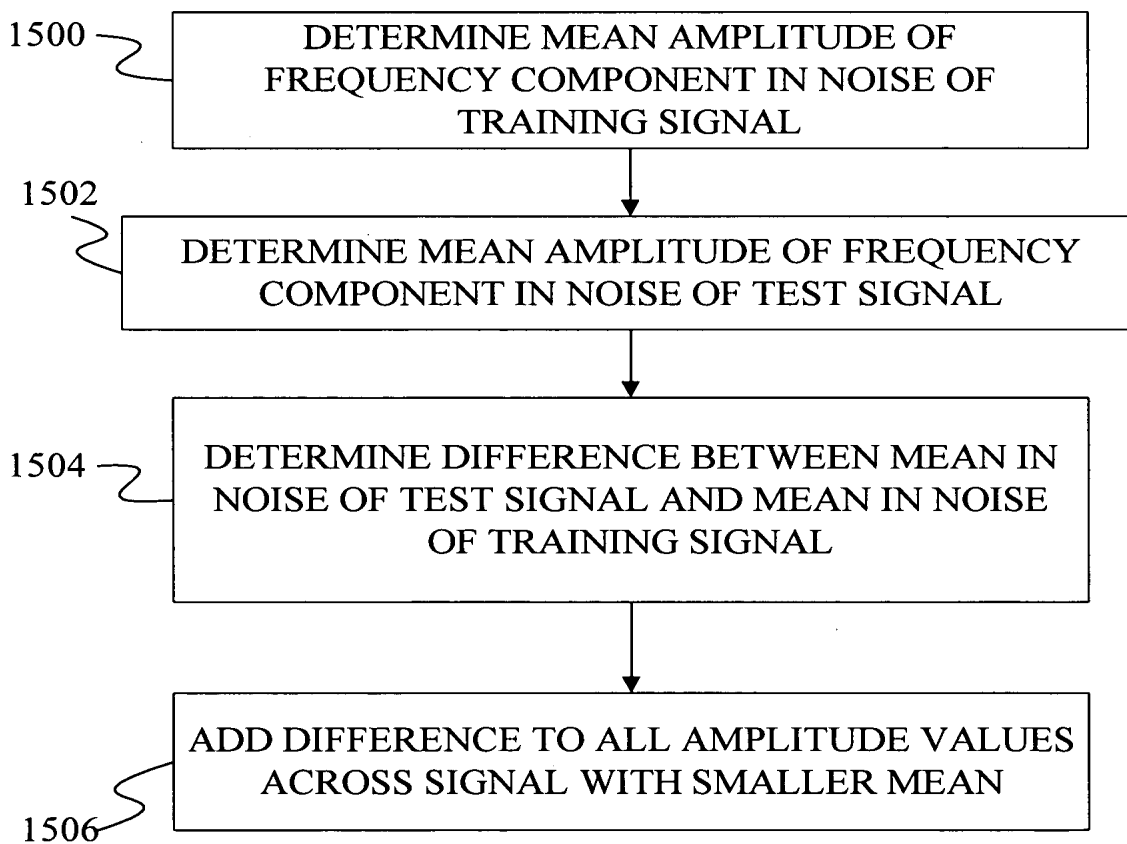 1500
DETERMINE MEAN AMPLITUDE OF
FREQUENCY COMPONENT IN NOISE OF
TRAINING SIGNAL
1502
DETERMINE MEAN AMPLITUDE OF FREQUENCY
COMPONENT IN NOISE OF TEST SIGNAL
1504
DETERMINE DIFFERENCE BETWEEN MEAN IN
NOISE OF TEST SIGNAL AND MEAN IN NOISE
OF TRAINING SIGNAL
ADD DIFFERENCE TO ALL AMPLITUDE VALUES
ACROSS SIGNAL WITH SMALLER MEAN
1506